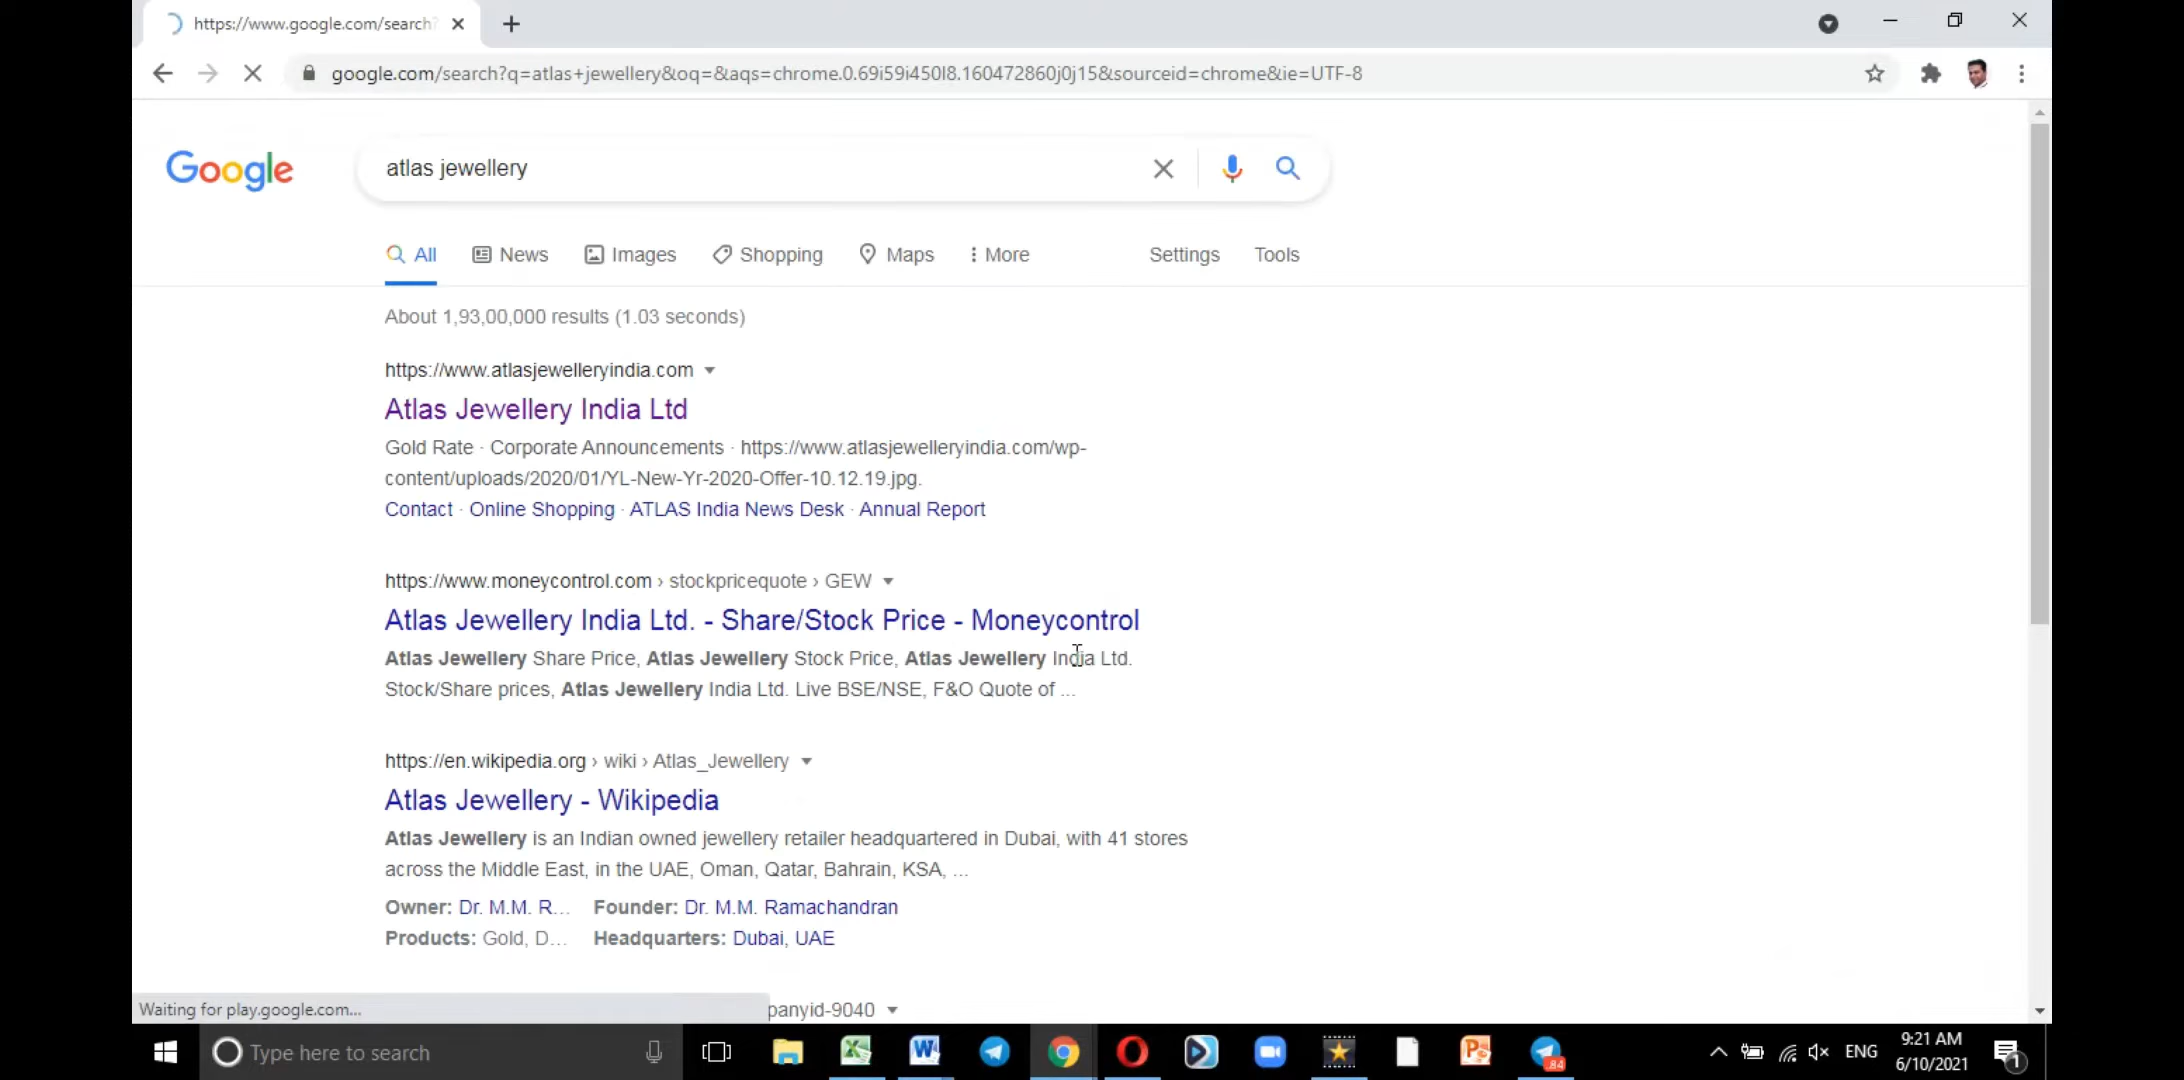 https://www.google.com/search?
google.com/search?q=atlas+jewellery&oq=&aqs=chrome.0.69i59i450l8.160472860j0j15&sourceid=chrome&ie=UTF-8
Google
atlas jewellery
All News Images Shopping Maps More Settings Tools
About 1,93,00,000 results (1.03 seconds)
https://www.atlasjewelleryindia.com
Atlas Jewellery India Ltd
Gold Rate · Corporate Announcements · https://www.atlasjewelleryindia.com/wp-
content/uploads/2020/01/YL-New-Yr-2020-Offer-10.12.19.jpg.
Contact · Online Shopping · ATLAS India News Desk · Annual Report
https://www.moneycontrol.com › stockpricequote › GEW
Atlas Jewellery India Ltd. - Share/Stock Price - Moneycontrol
Atlas Jewellery Share Price, Atlas Jewellery Stock Price, Atlas Jewellery India Ltd.
Stock/Share prices, Atlas Jewellery India Ltd. Live BSE/NSE, F&O Quote of ...
https://en.wikipedia.org › wiki › Atlas_Jewellery
Atlas Jewellery - Wikipedia
Atlas Jewellery is an Indian owned jewellery retailer headquartered in Dubai, with 41 stores
across the Middle East, in the UAE, Oman, Qatar, Bahrain, KSA, ...
Owner: Dr. M.M. R... Founder: Dr. M.M. Ramachandran
Products: Gold, D... Headquarters: Dubai, UAE
Waiting for play.google.com... panyid-9040
Type here to search
84
ENG
9:21 AM
6/10/2021
1